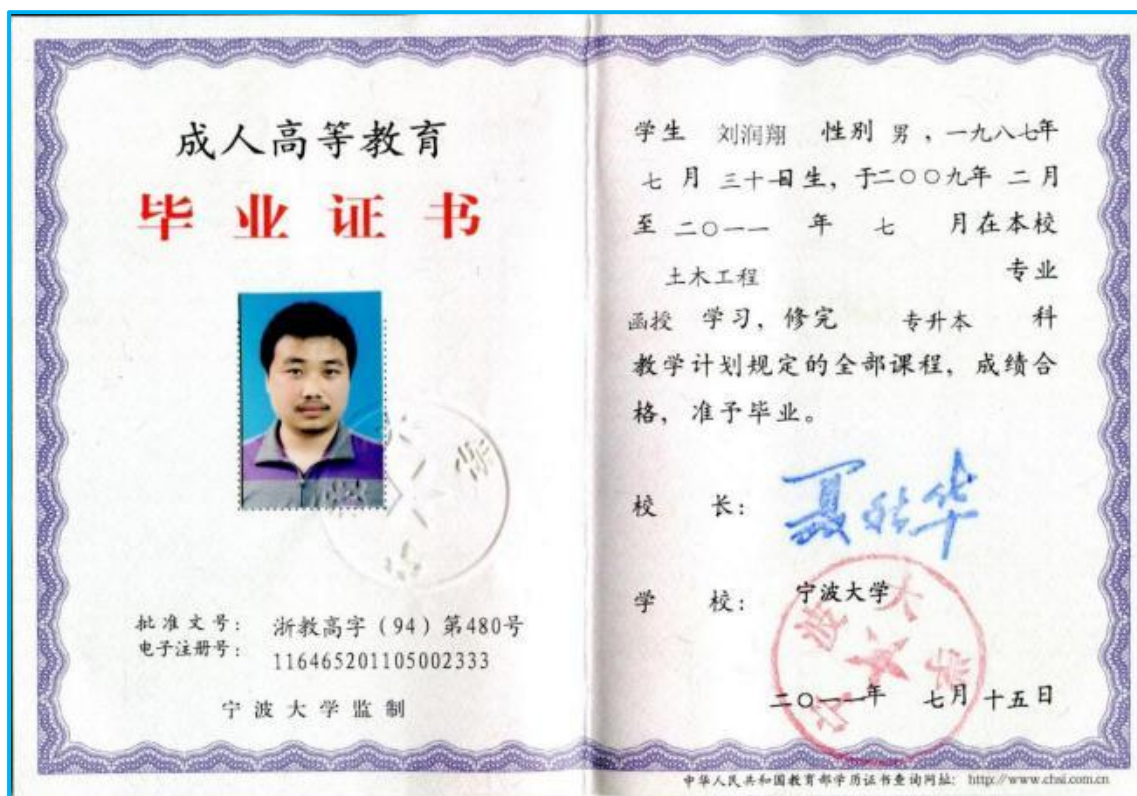 成人高等教育
毕业证书
批准文号: 浙教高字(94)第480号
电子注册号: 116465201105002333
宁波大学监制
学生 刘润翔 性别 男,一九八七年
七月 三十一日生,于二〇〇九年 二月
至 二〇一一 年 七 月在本校
土木工程 专业
函授 学习, 修完 专升本 科
教学计划规定的全部课程, 成绩合
格, 准予毕业。
校 长: 聂秋华
学 校: 宁波大学
宁波大学
二〇一一年 七月十五日
中华人民共和国教育部学历证书查询网址: http://www.chsi.com.cn